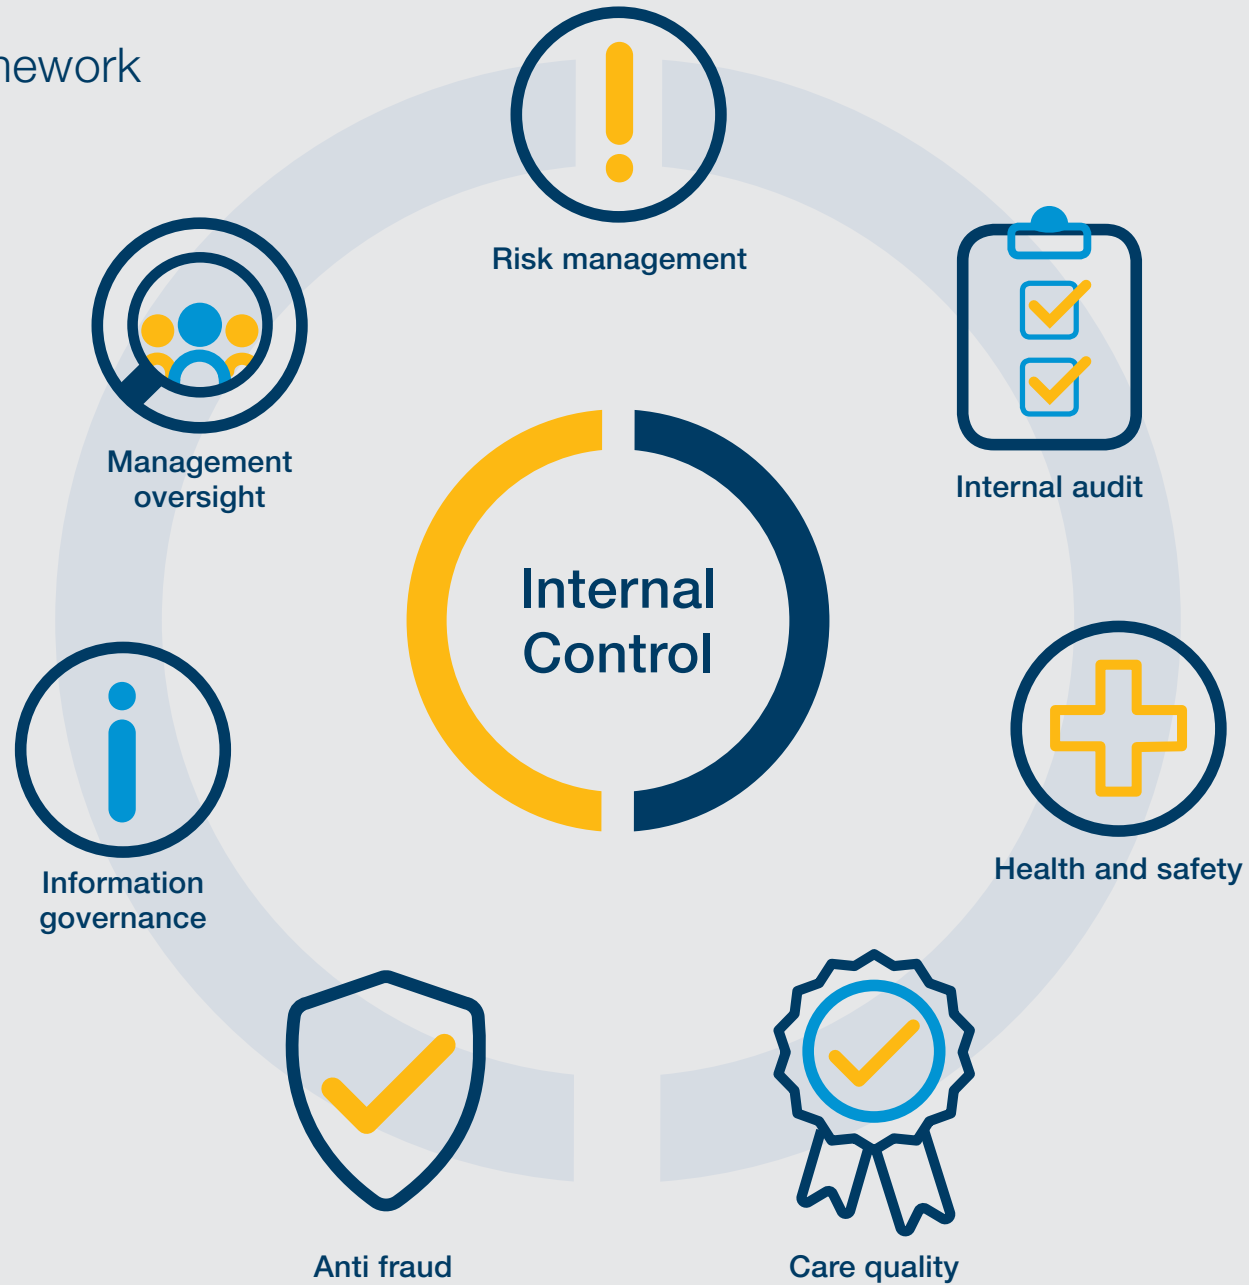 nework
Risk management
Internal audit
Management
oversight
Internal
Control
Health and safety
Information
governance
Anti fraud
Care quality